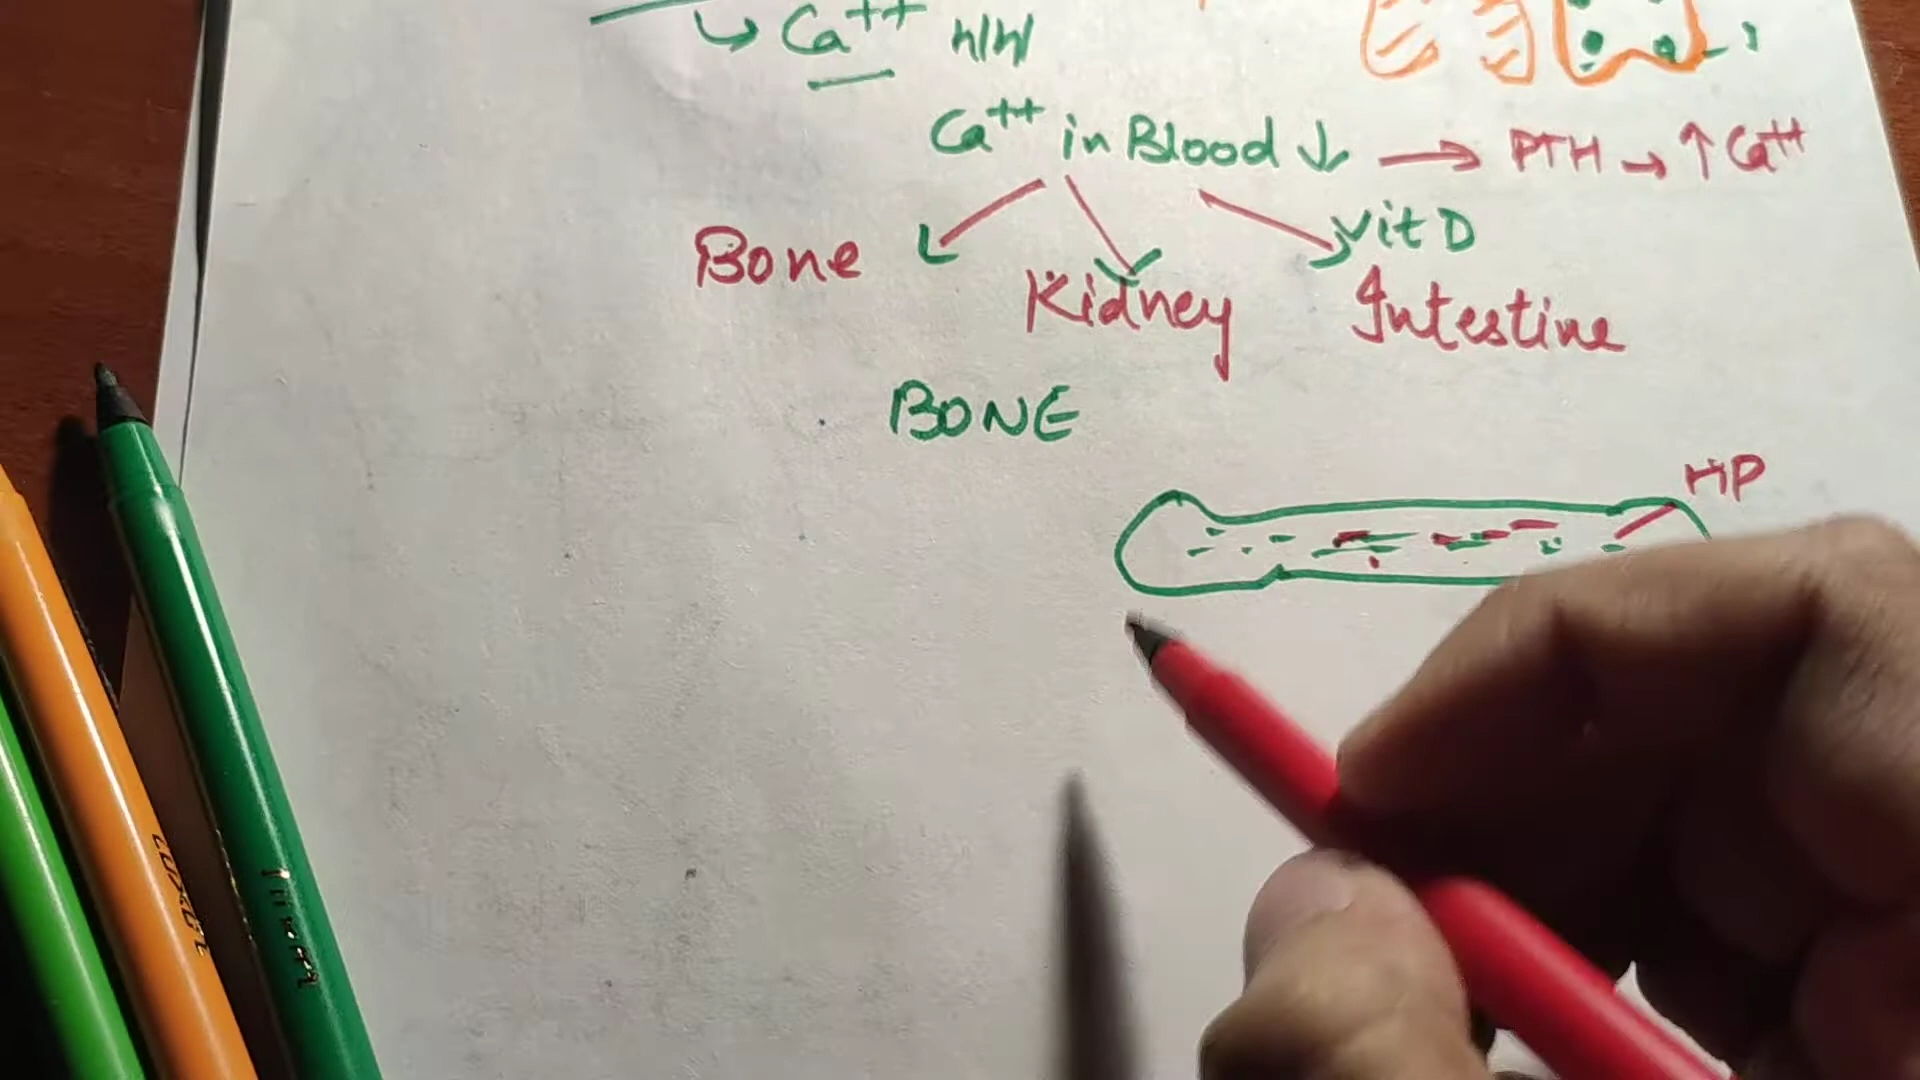 Ca⁺⁺
Ca⁺⁺ in Blood ↓ → PTH → ↑ Ca⁺⁺
Vit D
Bone
Kidney
Intestine
BONE
HP